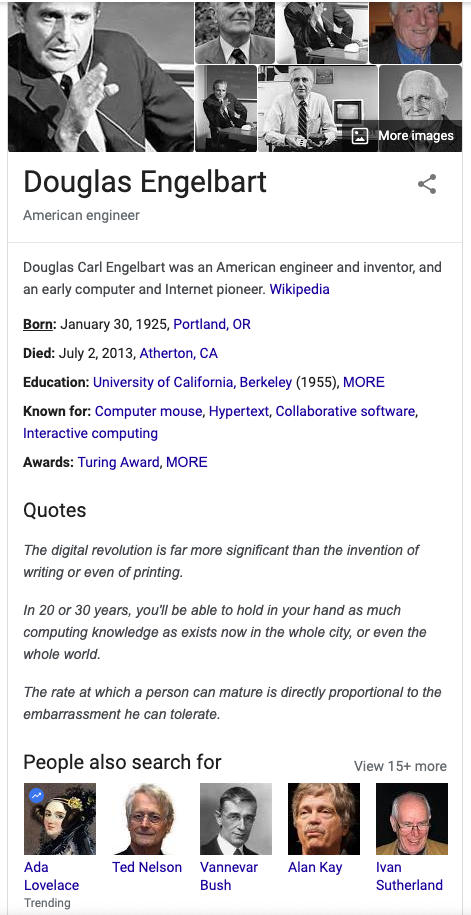 More images
Douglas Engelbart
American engineer
Douglas Carl Engelbart was an American engineer and inventor, and
an early computer and Internet pioneer. Wikipedia
Born: January 30, 1925, Portland, OR
Died: July 2, 2013, Atherton, CA
Education: University of California, Berkeley (1955), MORE
Known for: Computer mouse, Hypertext, Collaborative software,
Interactive computing
Awards: Turing Award, MORE
Quotes
The digital revolution is far more significant than the invention of
writing or even of printing.
In 20 or 30 years, you'll be able to hold in your hand as much
computing knowledge as exists now in the whole city, or even the
whole world.
The rate at which a person can mature is directly proportional to the
embarrassment he can tolerate.
People also search for
View 15+ more
Ada
Lovelace
Trending
Ted Nelson
Vannevar
Bush
Alan Kay
Ivan
Sutherland